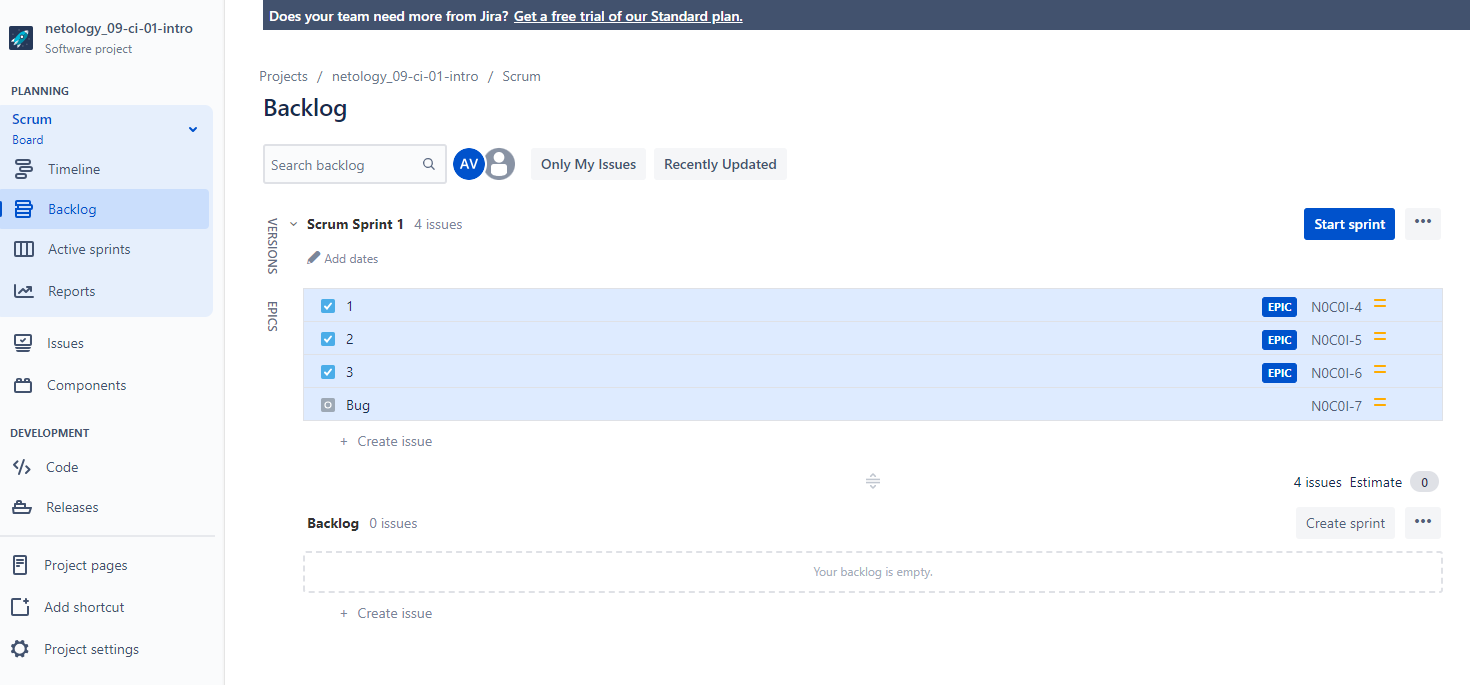 netology_09-ci-01-intro
Software project
PLANNING
Scrum
Board
Timeline
Backlog
Active sprints
Reports
Issues
Components
DEVELOPMENT
Code
Releases
Project pages
Add shortcut
Project settings
Does your team need more from Jira? Get a free trial of our Standard plan.
Projects / netology_09-ci-01-intro / Scrum
Backlog
Search backlog
AV
Only My Issues
Recently Updated
VERSIONS
EPICS
Scrum Sprint 1 4 issues
Start sprint
•••
Add dates
1 EPIC N0C0I-4
2 EPIC N0C0I-5
3 EPIC N0C0I-6
Bug N0C0I-7
+ Create issue
4 issues Estimate 0
Backlog 0 issues
Create sprint
•••
Your backlog is empty.
+ Create issue